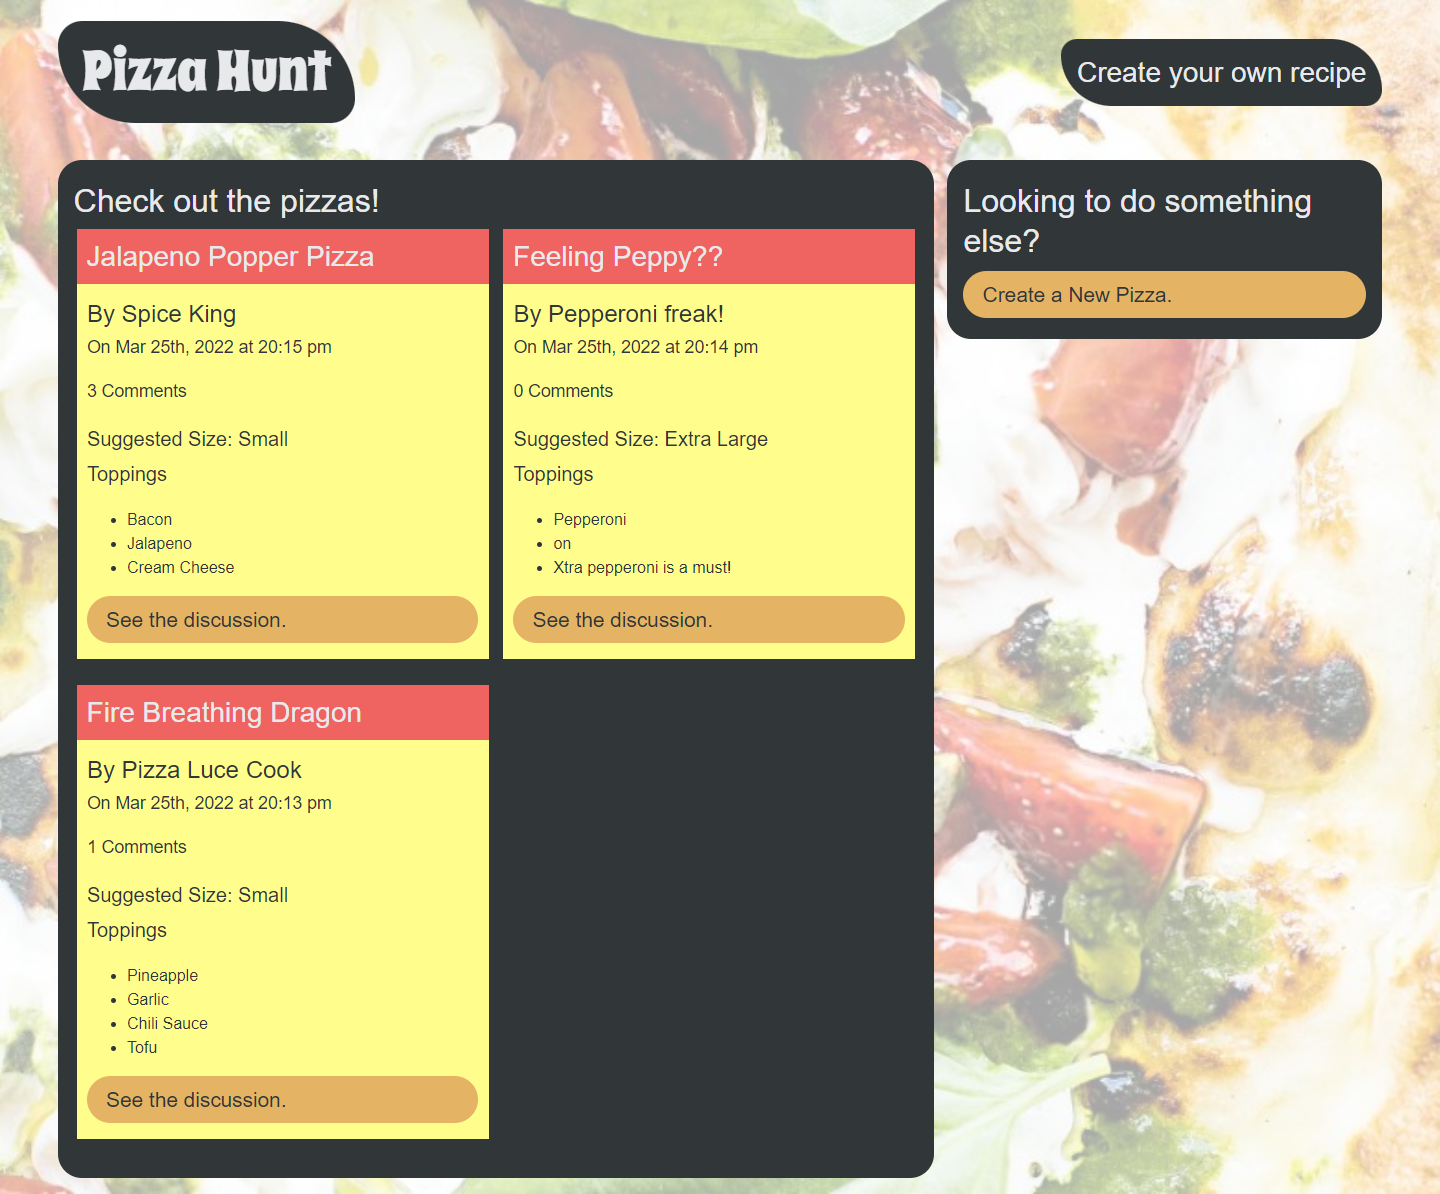 Pizza Hunt
Create your own recipe
Check out the pizzas!
Jalapeno Popper Pizza
By Spice King
On Mar 25th, 2022 at 20:15 pm
3 Comments
Suggested Size: Small
Toppings
Bacon
Jalapeno
Cream Cheese
See the discussion.
Feeling Peppy??
By Pepperoni freak!
On Mar 25th, 2022 at 20:14 pm
0 Comments
Suggested Size: Extra Large
Toppings
Pepperoni
on
Xtra pepperoni is a must!
See the discussion.
Fire Breathing Dragon
By Pizza Luce Cook
On Mar 25th, 2022 at 20:13 pm
1 Comments
Suggested Size: Small
Toppings
Pineapple
Garlic
Chili Sauce
Tofu
See the discussion.
Looking to do something
else?
Create a New Pizza.